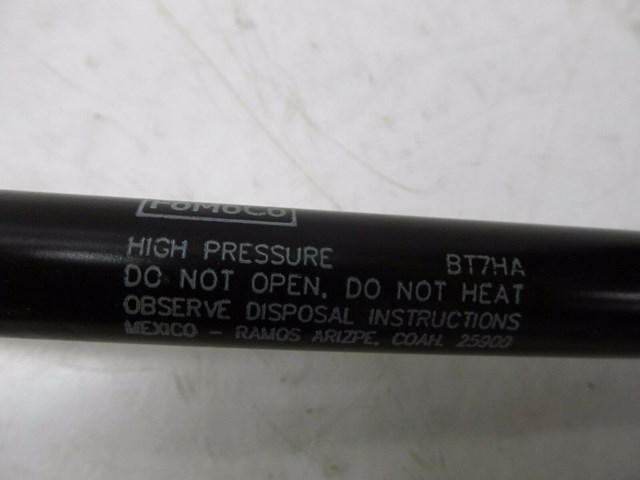 FoMoCo
HIGH PRESSURE BT7HA
DO NOT OPEN, DO NOT HEAT
OBSERVE DISPOSAL INSTRUCTIONS
MEXICO - RAMOS ARIZPE, COAH. 25900